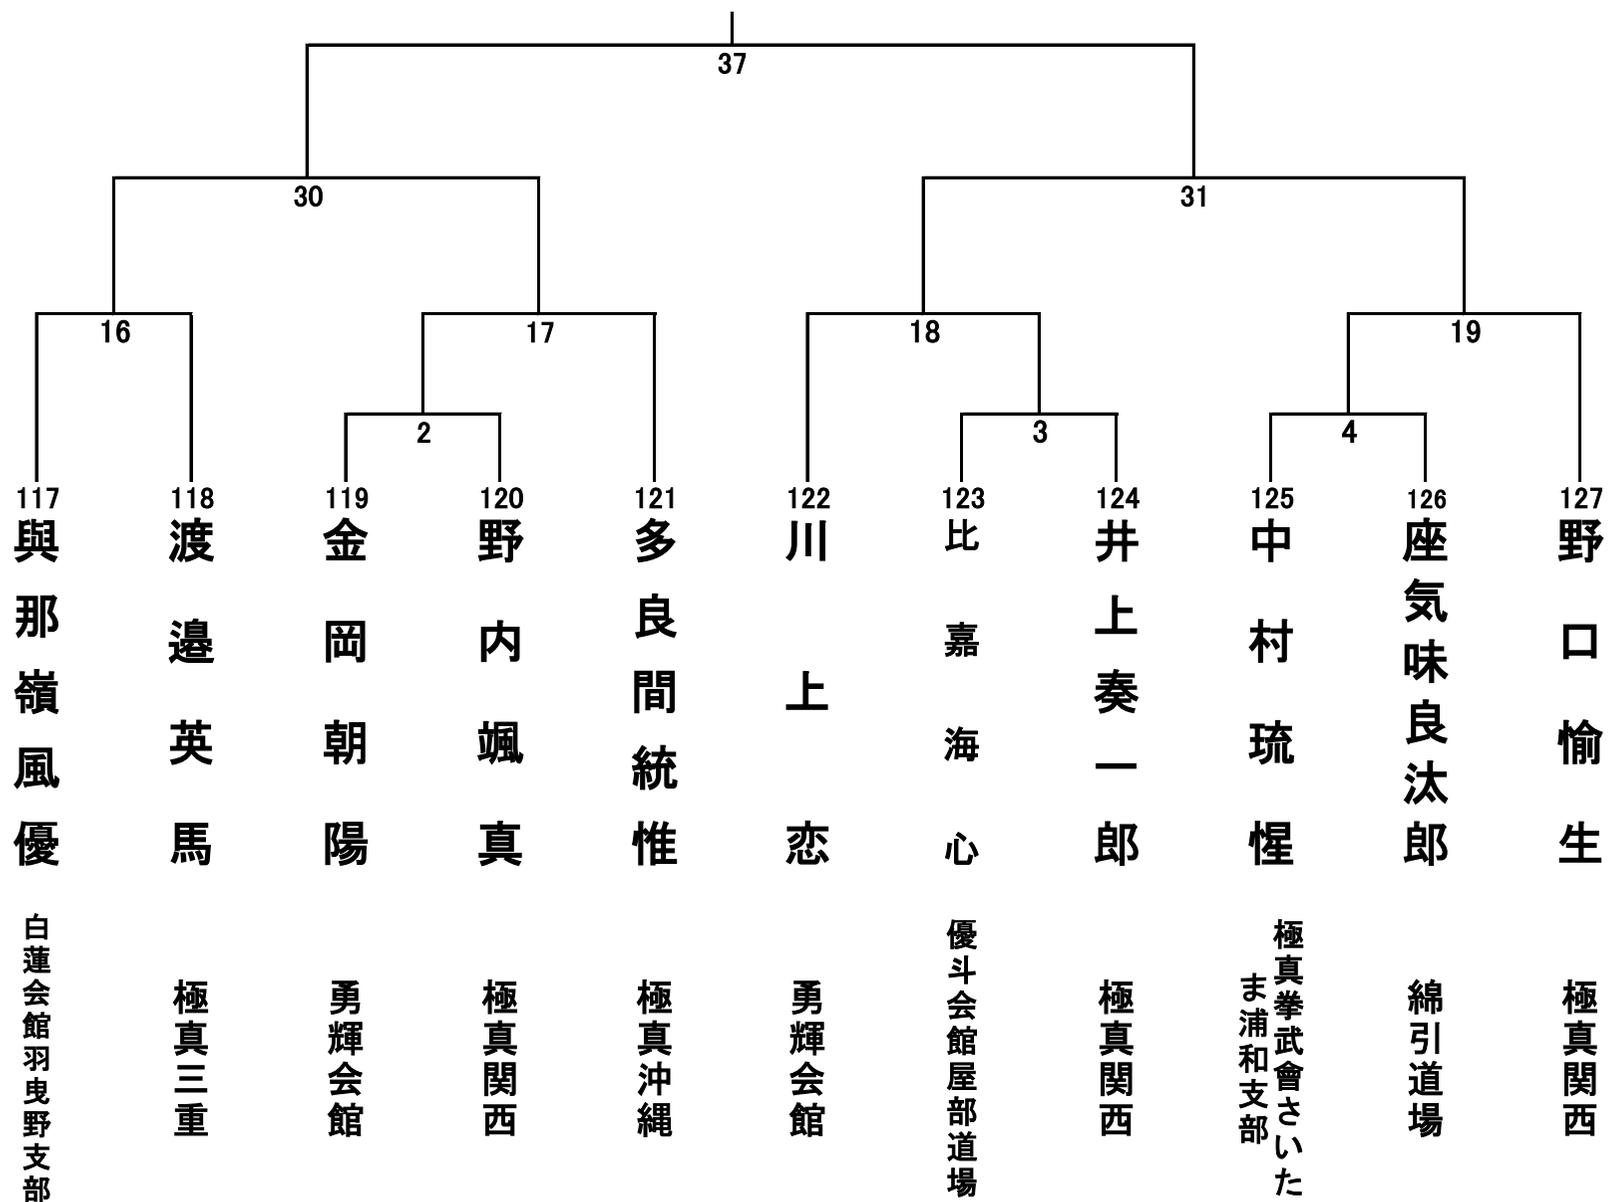 37
30
31
16
17
18
19
2
3
4
117
與那嶺風優
白蓮会館羽曳野支部
118
渡邉英馬
極真三重
119
金岡朝陽
勇輝会館
120
野内颯真
極真関西
121
多良間統惟
極真沖縄
122
川上恋
勇輝会館
123
比嘉海心
優斗会館屋部道場
124
井上奏一郎
極真関西
125
中村琉惺
極真拳武會さいた
ま浦和支部
126
座気味良汰郎
綿引道場
127
野口愉生
極真関西